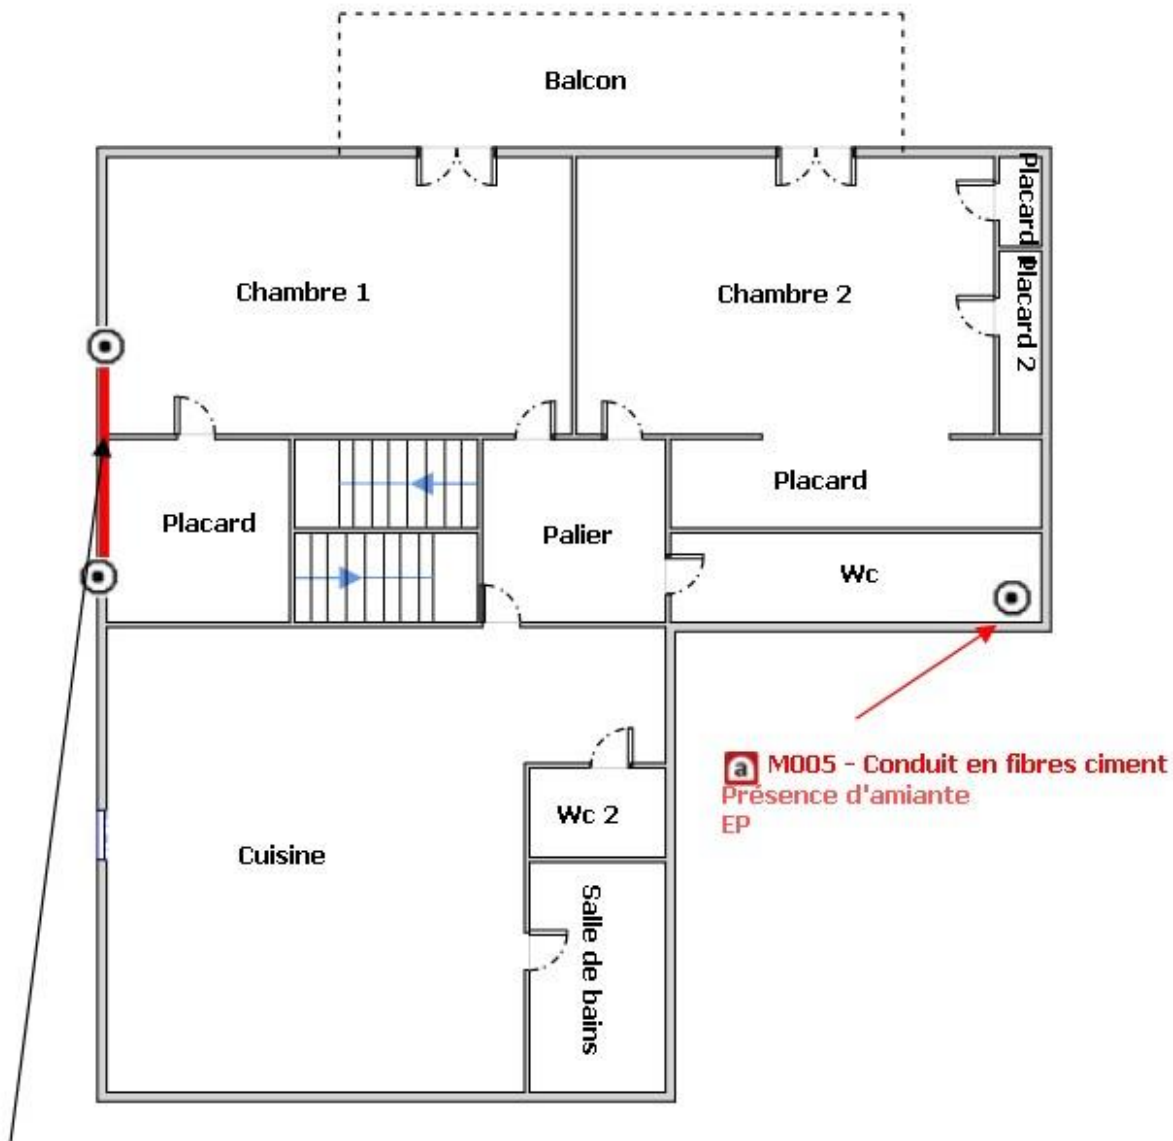 Balcon
Placard 1
Chambre 1
Chambre 2
Placard 2
Placard
Placard
Palier
Wc
a M005 - Conduit en fibres ciment
Présence d'amiante
EP
Wc 2
Cuisine
Salle de bains